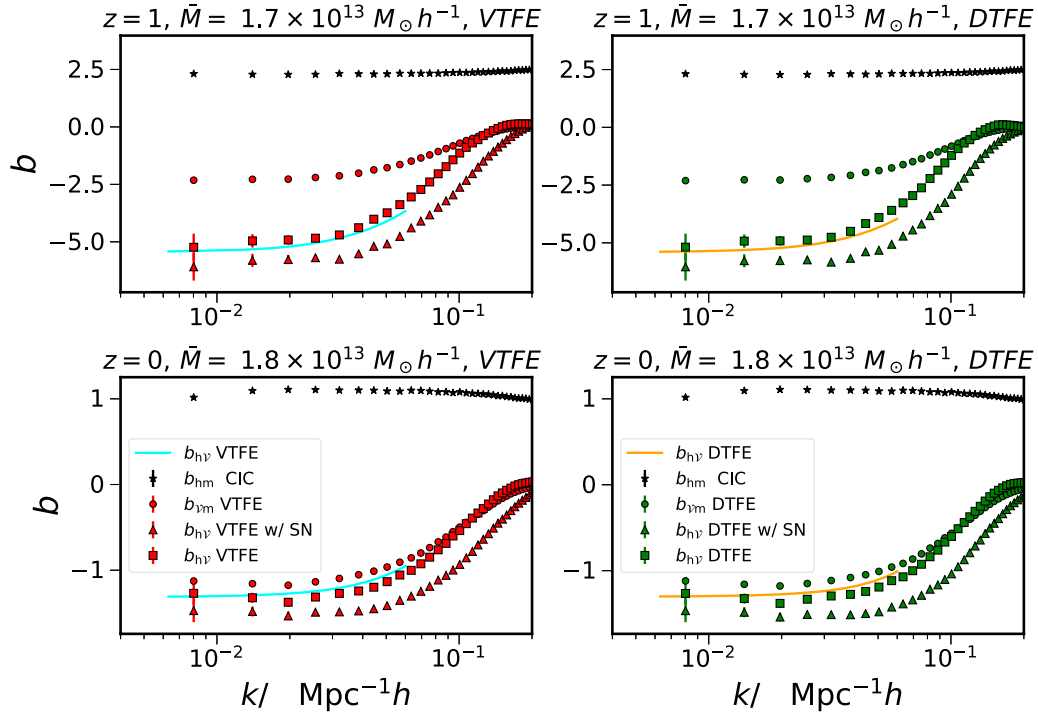 z = 1, M̄ = 1.7 × 10¹³ M⊙h⁻¹, VTFE
z = 1, M̄ = 1.7 × 10¹³ M⊙h⁻¹, DTFE
b
2.5
0.0
−2.5
−5.0
2.5
0.0
−2.5
−5.0
10⁻²
10⁻¹
10⁻²
10⁻¹
z = 0, M̄ = 1.8 × 10¹³ M⊙h⁻¹, VTFE
z = 0, M̄ = 1.8 × 10¹³ M⊙h⁻¹, DTFE
b
1
0
−1
b_h𝒱 VTFE
b_hm CIC
b_𝒱m VTFE
b_h𝒱 VTFE w/ SN
b_h𝒱 VTFE
1
0
−1
b_h𝒱 DTFE
b_hm CIC
b_𝒱m DTFE
b_h𝒱 DTFE w/ SN
b_h𝒱 DTFE
10⁻²
10⁻¹
10⁻²
10⁻¹
k/ Mpc⁻¹h
k/ Mpc⁻¹h